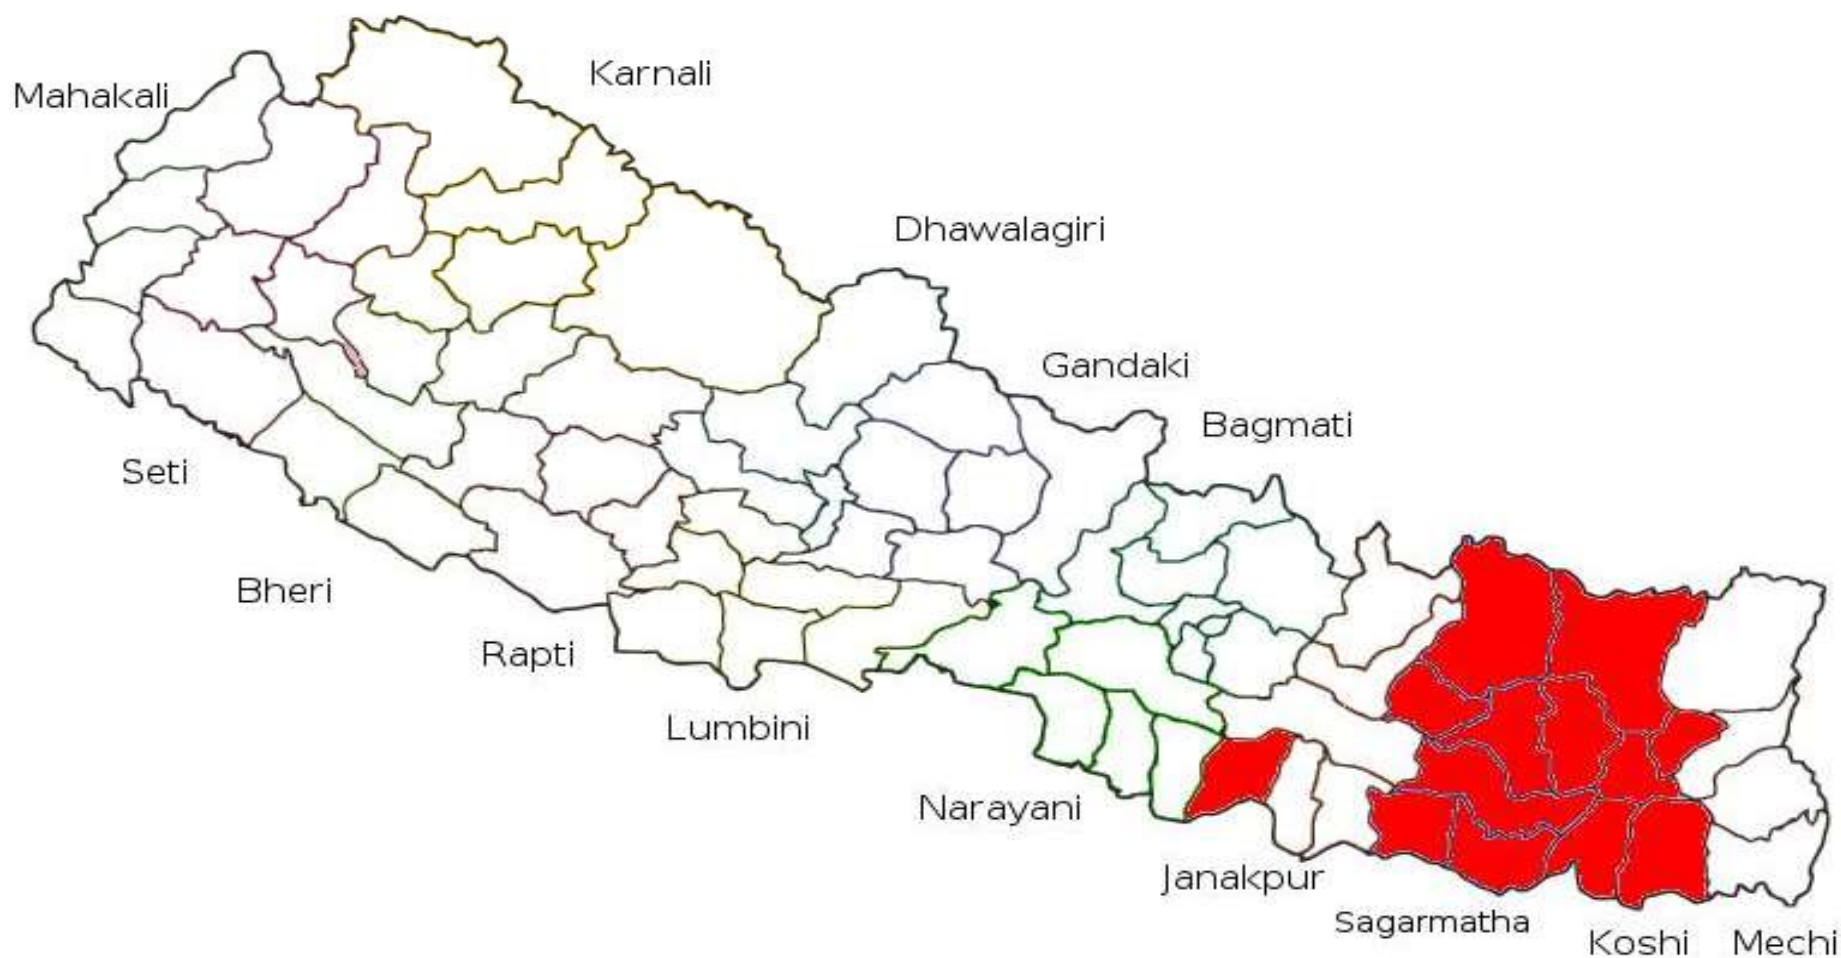 Karnali
Mahakali
Dhawalagiri
Gandaki
Bagmati
Seti
Bheri
Rapti
Lumbini
Narayani
Janakpur
Sagarmatha
Koshi
Mechi